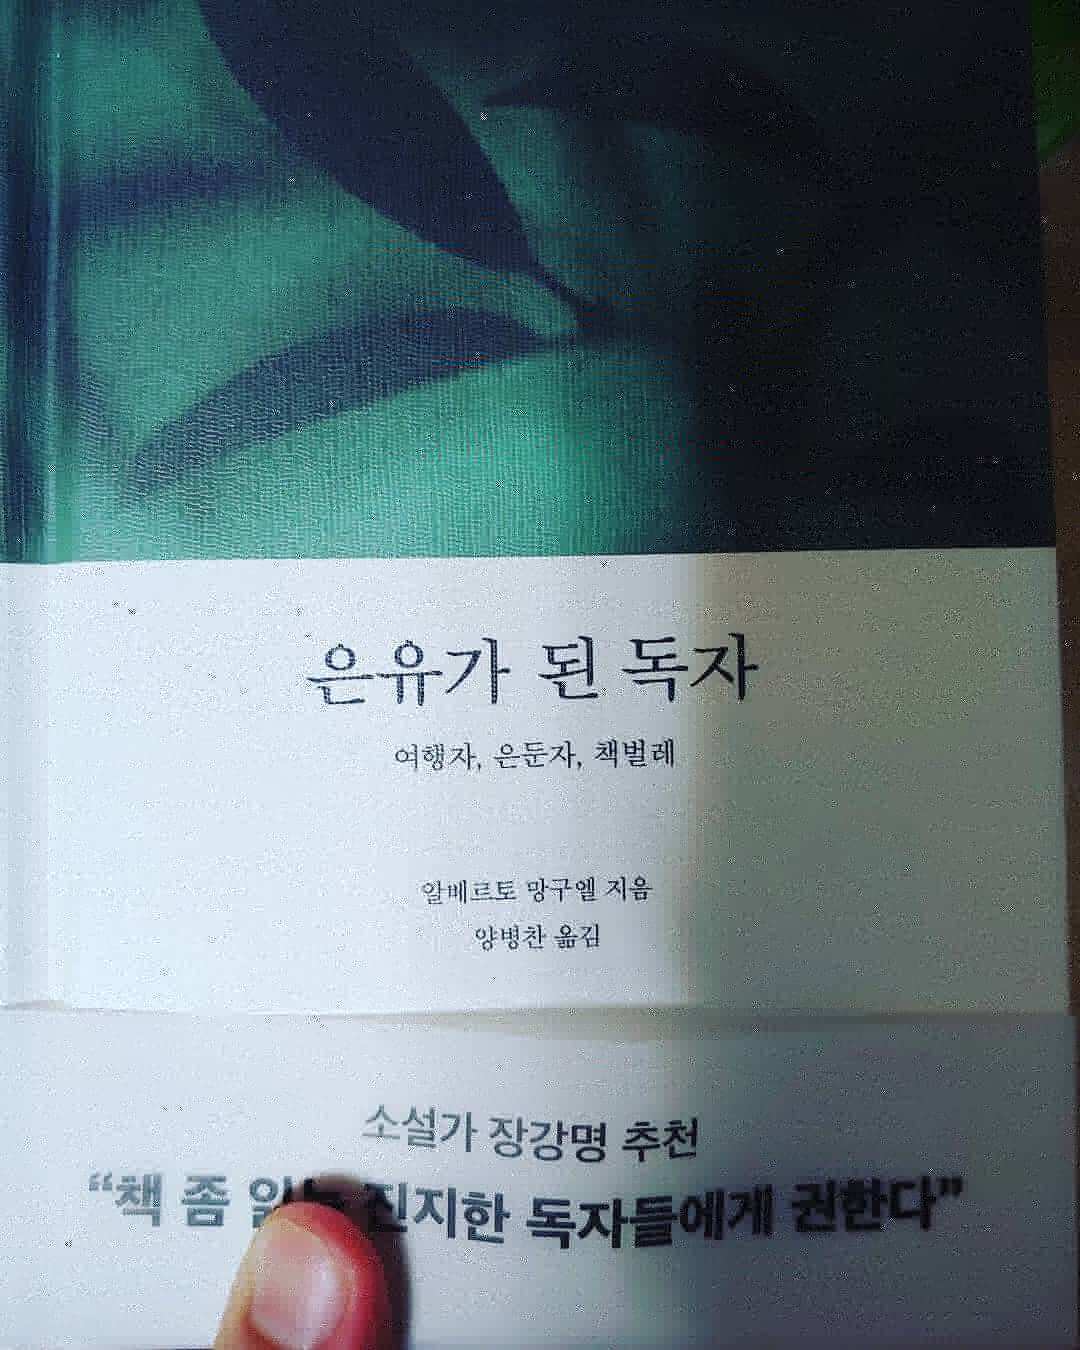 은유가 된 독자
여행자, 은둔자, 책벌레
알베르토 망구엘 지음
양병찬 옮김
소설가 장강명 추천
“책 좀 진지한 독자들에게 권한다”